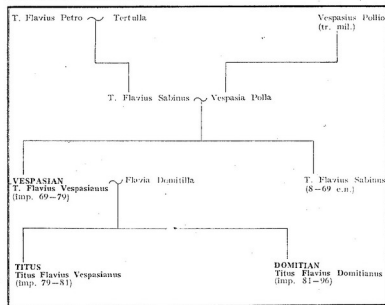 T. Flavius Petro Tertulla
Vespasius Pollio
(tr. mil.)
T. Flavius Sabinus Vespasia Polla
VESPASIAN
T. Flavius Vespasianus
(imp. 69—79)
Flavia Domitilla
T. Flavius Sabinus
(8—69 e.n.)
TITUS
Titus Flavius Vespasianus
(imp. 79—81)
DOMITIAN
Titus Flavius Domitianus
(imp. 81—96)